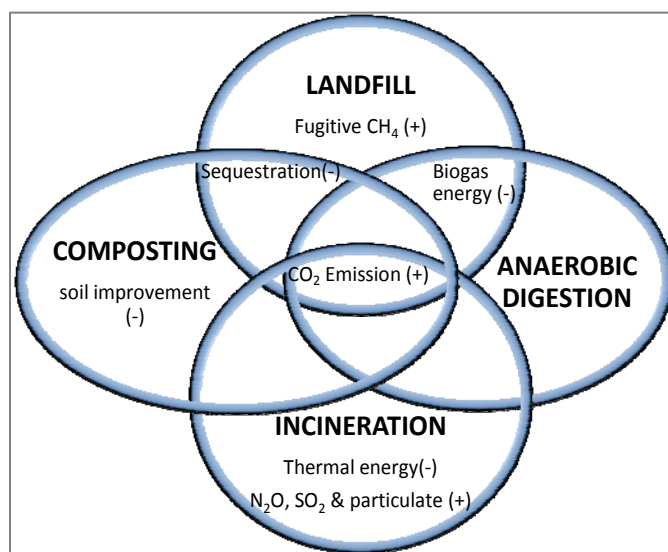 LANDFILL
Fugitive CH₄ (+)
Sequestration(-)
Biogas
energy (-)
COMPOSTING
soil improvement
(-)
CO₂ Emission (+)
ANAEROBIC
DIGESTION
INCINERATION
Thermal energy(-)
N₂O, SO₂ & particulate (+)